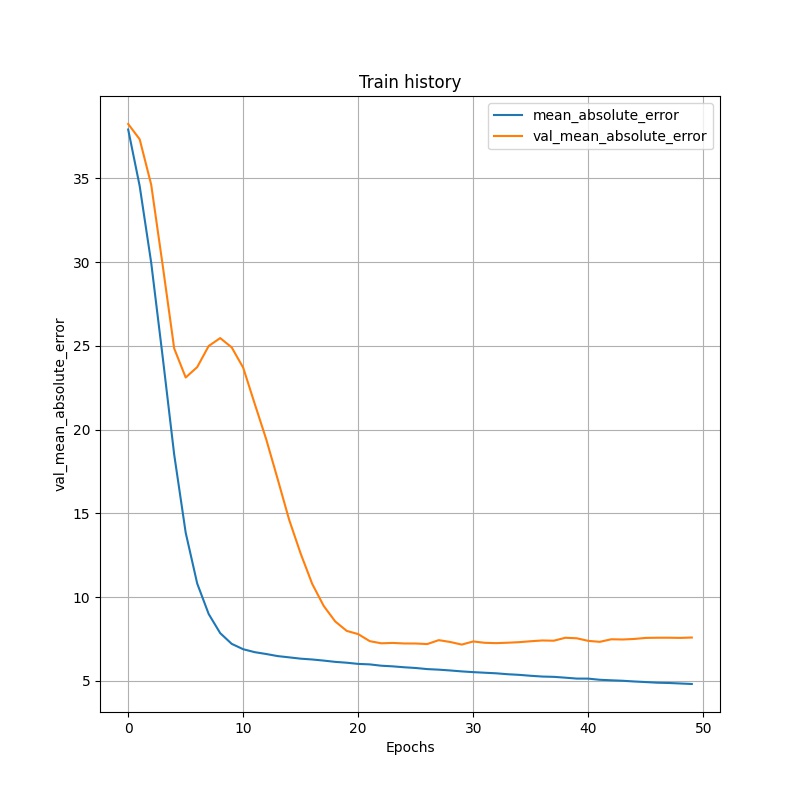 Train history
mean_absolute_error
val_mean_absolute_error
val_mean_absolute_error
35
30
25
20
15
10
5
0 10 20 30 40 50
Epochs